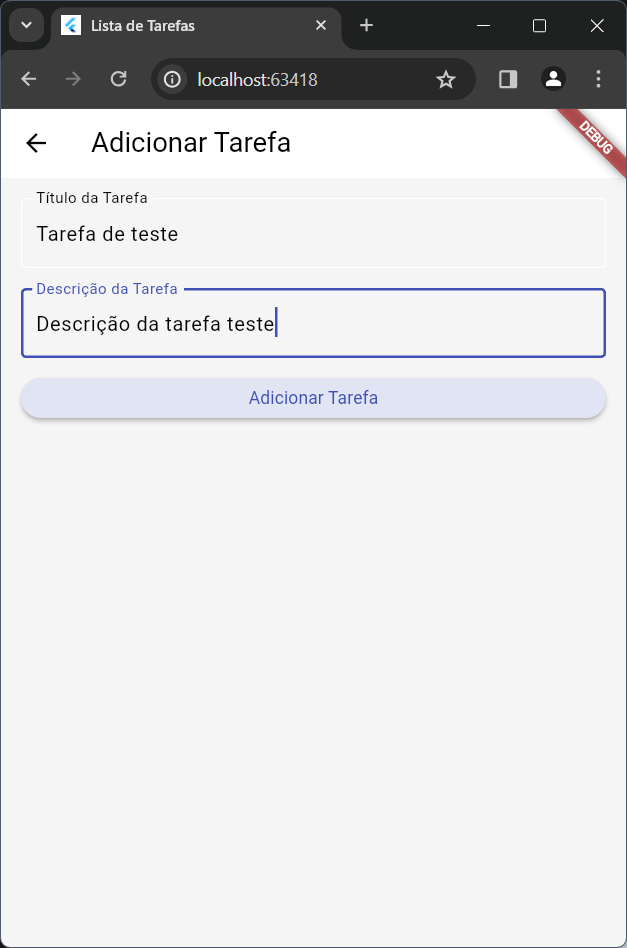 Lista de Tarefas
localhost:63418
Adicionar Tarefa
DEBUG
Título da Tarefa
Tarefa de teste
Descrição da Tarefa
Descrição da tarefa teste
Adicionar Tarefa